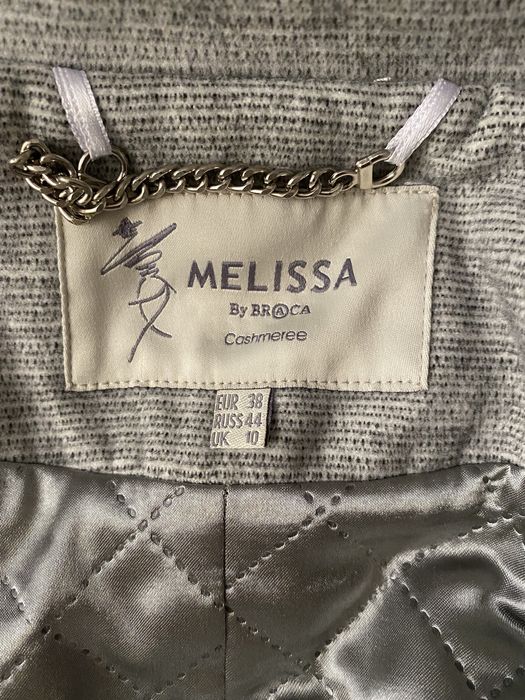 MELISSA
By BRACA
Cashmeree
EUR 38
RUSS 44
UK 10